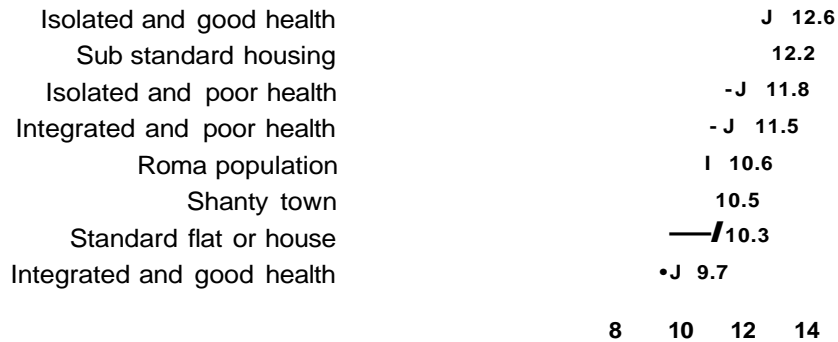 Isolated and good health J 12.6
Sub standard housing 12.2
Isolated and poor health -J 11.8
Integrated and poor health -J 11.5
Roma population I 10.6
Shanty town 10.5
Standard flat or house 10.3
Integrated and good health •J 9.7
8 10 12 14